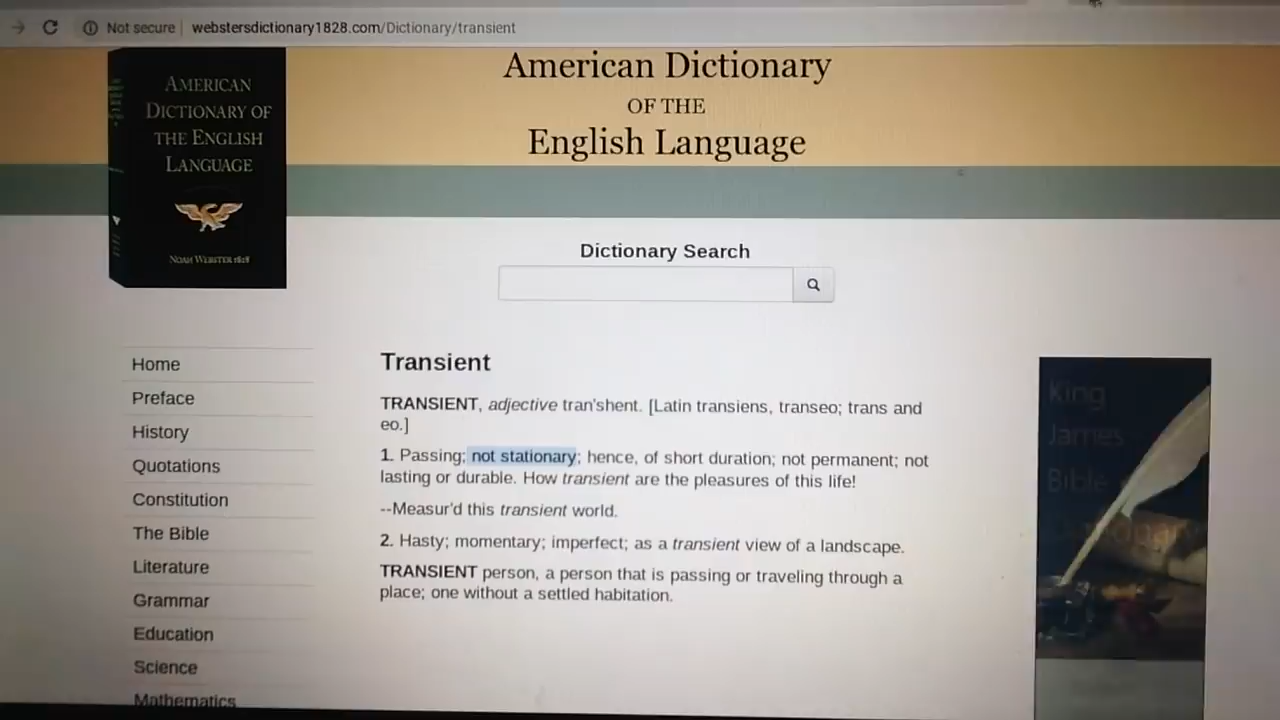 Not secure webstersdictionary1828.com/Dictionary/transient
AMERICAN
DICTIONARY OF
THE ENGLISH
LANGUAGE
NOAH WEBSTER 1828
American Dictionary
OF THE
English Language
Dictionary Search
Home
Preface
History
Quotations
Constitution
The Bible
Literature
Grammar
Education
Science
Mathematics
Transient
TRANSIENT, adjective tran'shent. [Latin transiens, transeo; trans and
eo.]
1. Passing; not stationary; hence, of short duration; not permanent; not
lasting or durable. How transient are the pleasures of this life!
--Measur'd this transient world.
2. Hasty; momentary; imperfect; as a transient view of a landscape.
TRANSIENT person, a person that is passing or traveling through a
place; one without a settled habitation.
King
James
Bible